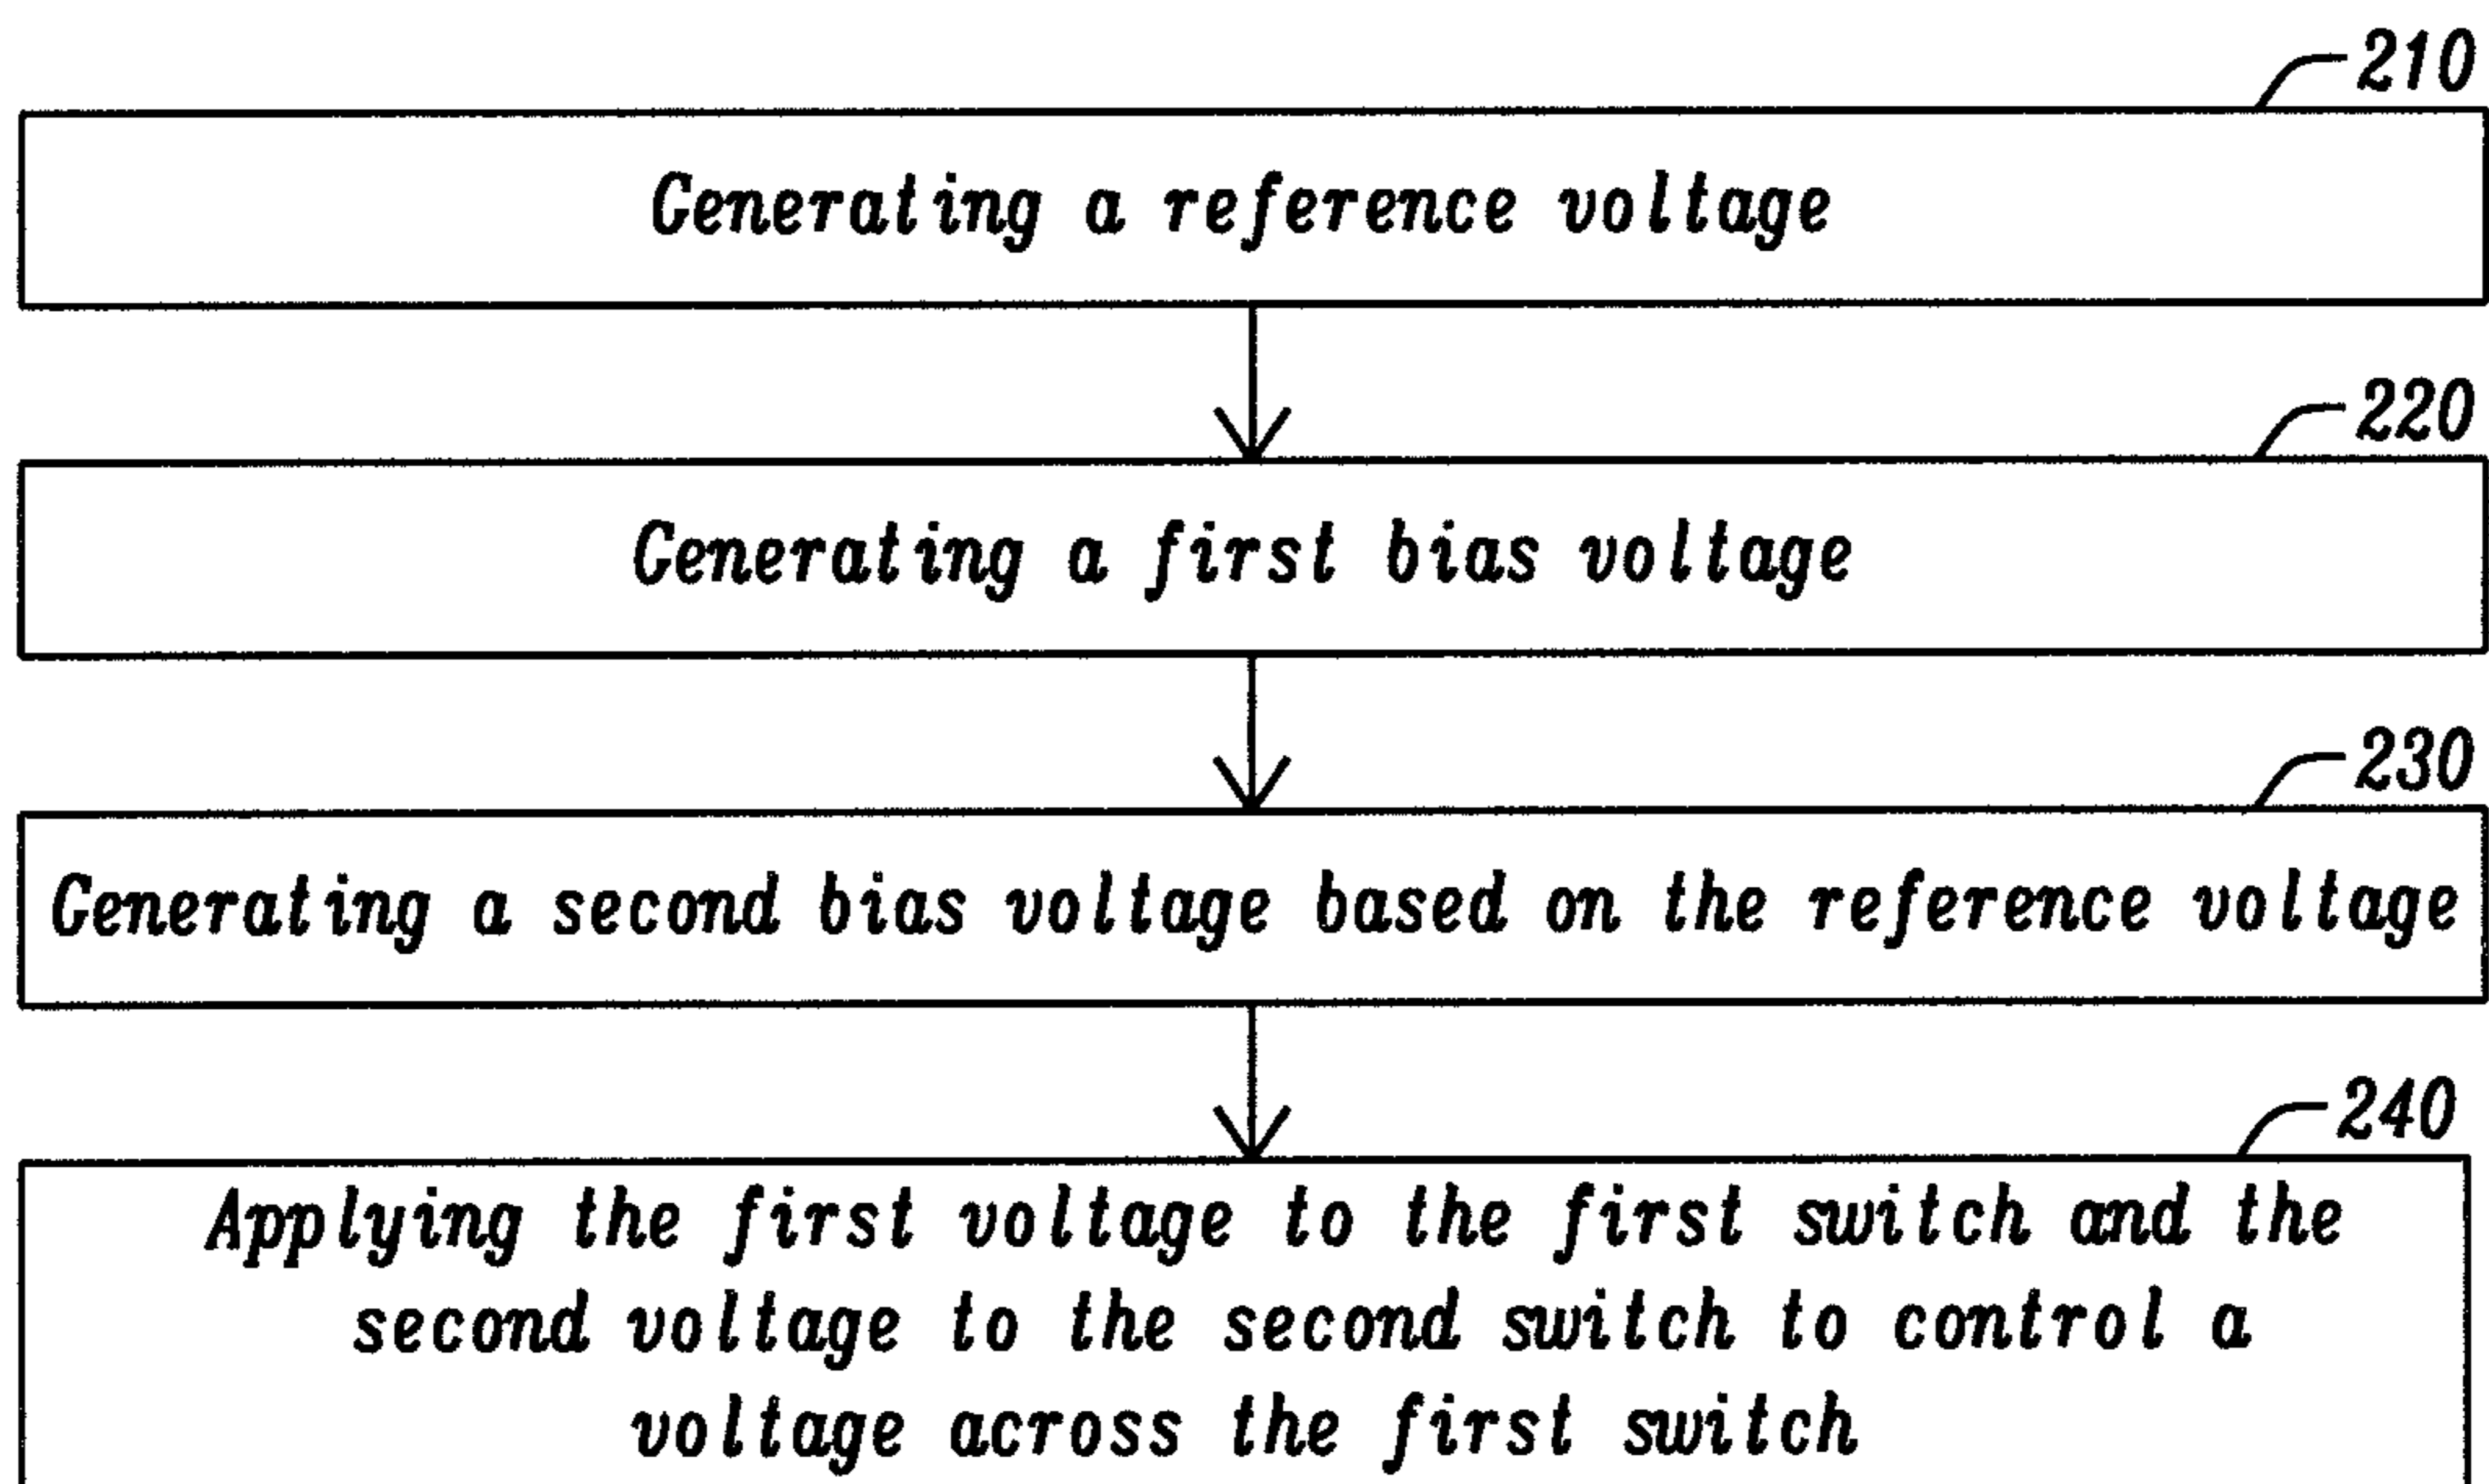 210
Generating a reference voltage
220
Generating a first bias voltage
230
Generating a second bias voltage based on the reference voltage
240
Applying the first voltage to the first switch and the
second voltage to the second switch to control a
voltage across the first switch